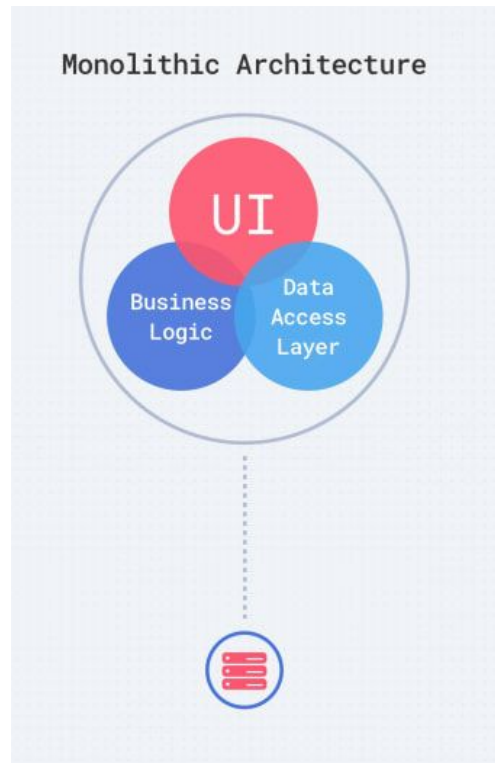 Monolithic Architecture
UI
Business
Logic
Data
Access
Layer